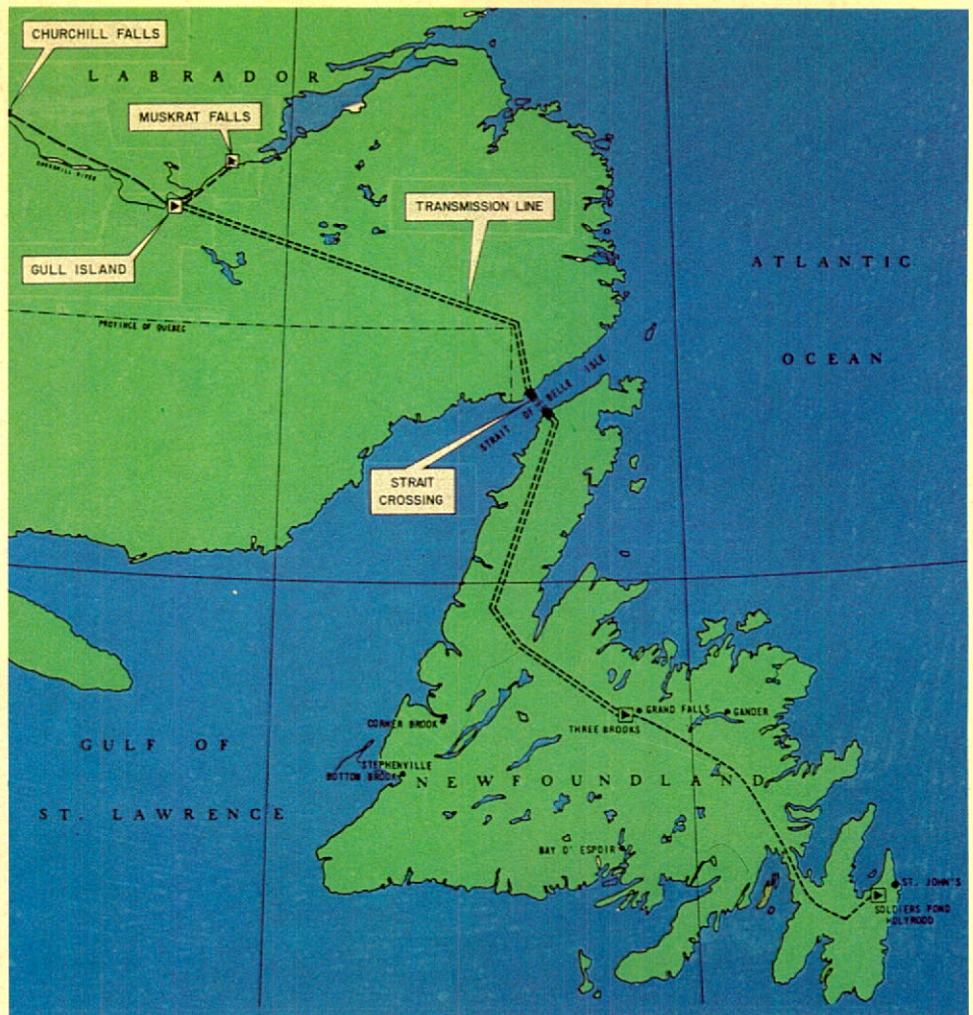 CHURCHILL FALLS
LABRADOR
MUSKRAT FALLS
CHURCHILL RIVER
TRANSMISSION LINE
GULL ISLAND
ATLANTIC
OCEAN
PROVINCE OF QUEBEC
STRAIT OF BELLE ISLE
STRAIT
CROSSING
GRAND FALLS
GANDER
CORNER BROOK
THREE BROOKS
GULF OF
STEPHENVILLE
BOTTOM BROOK
NEWFOUNDLAND
ST. LAWRENCE
BAY D' ESPOIR
ST. JOHN'S
SOLDIERS POND
HOLYROOD